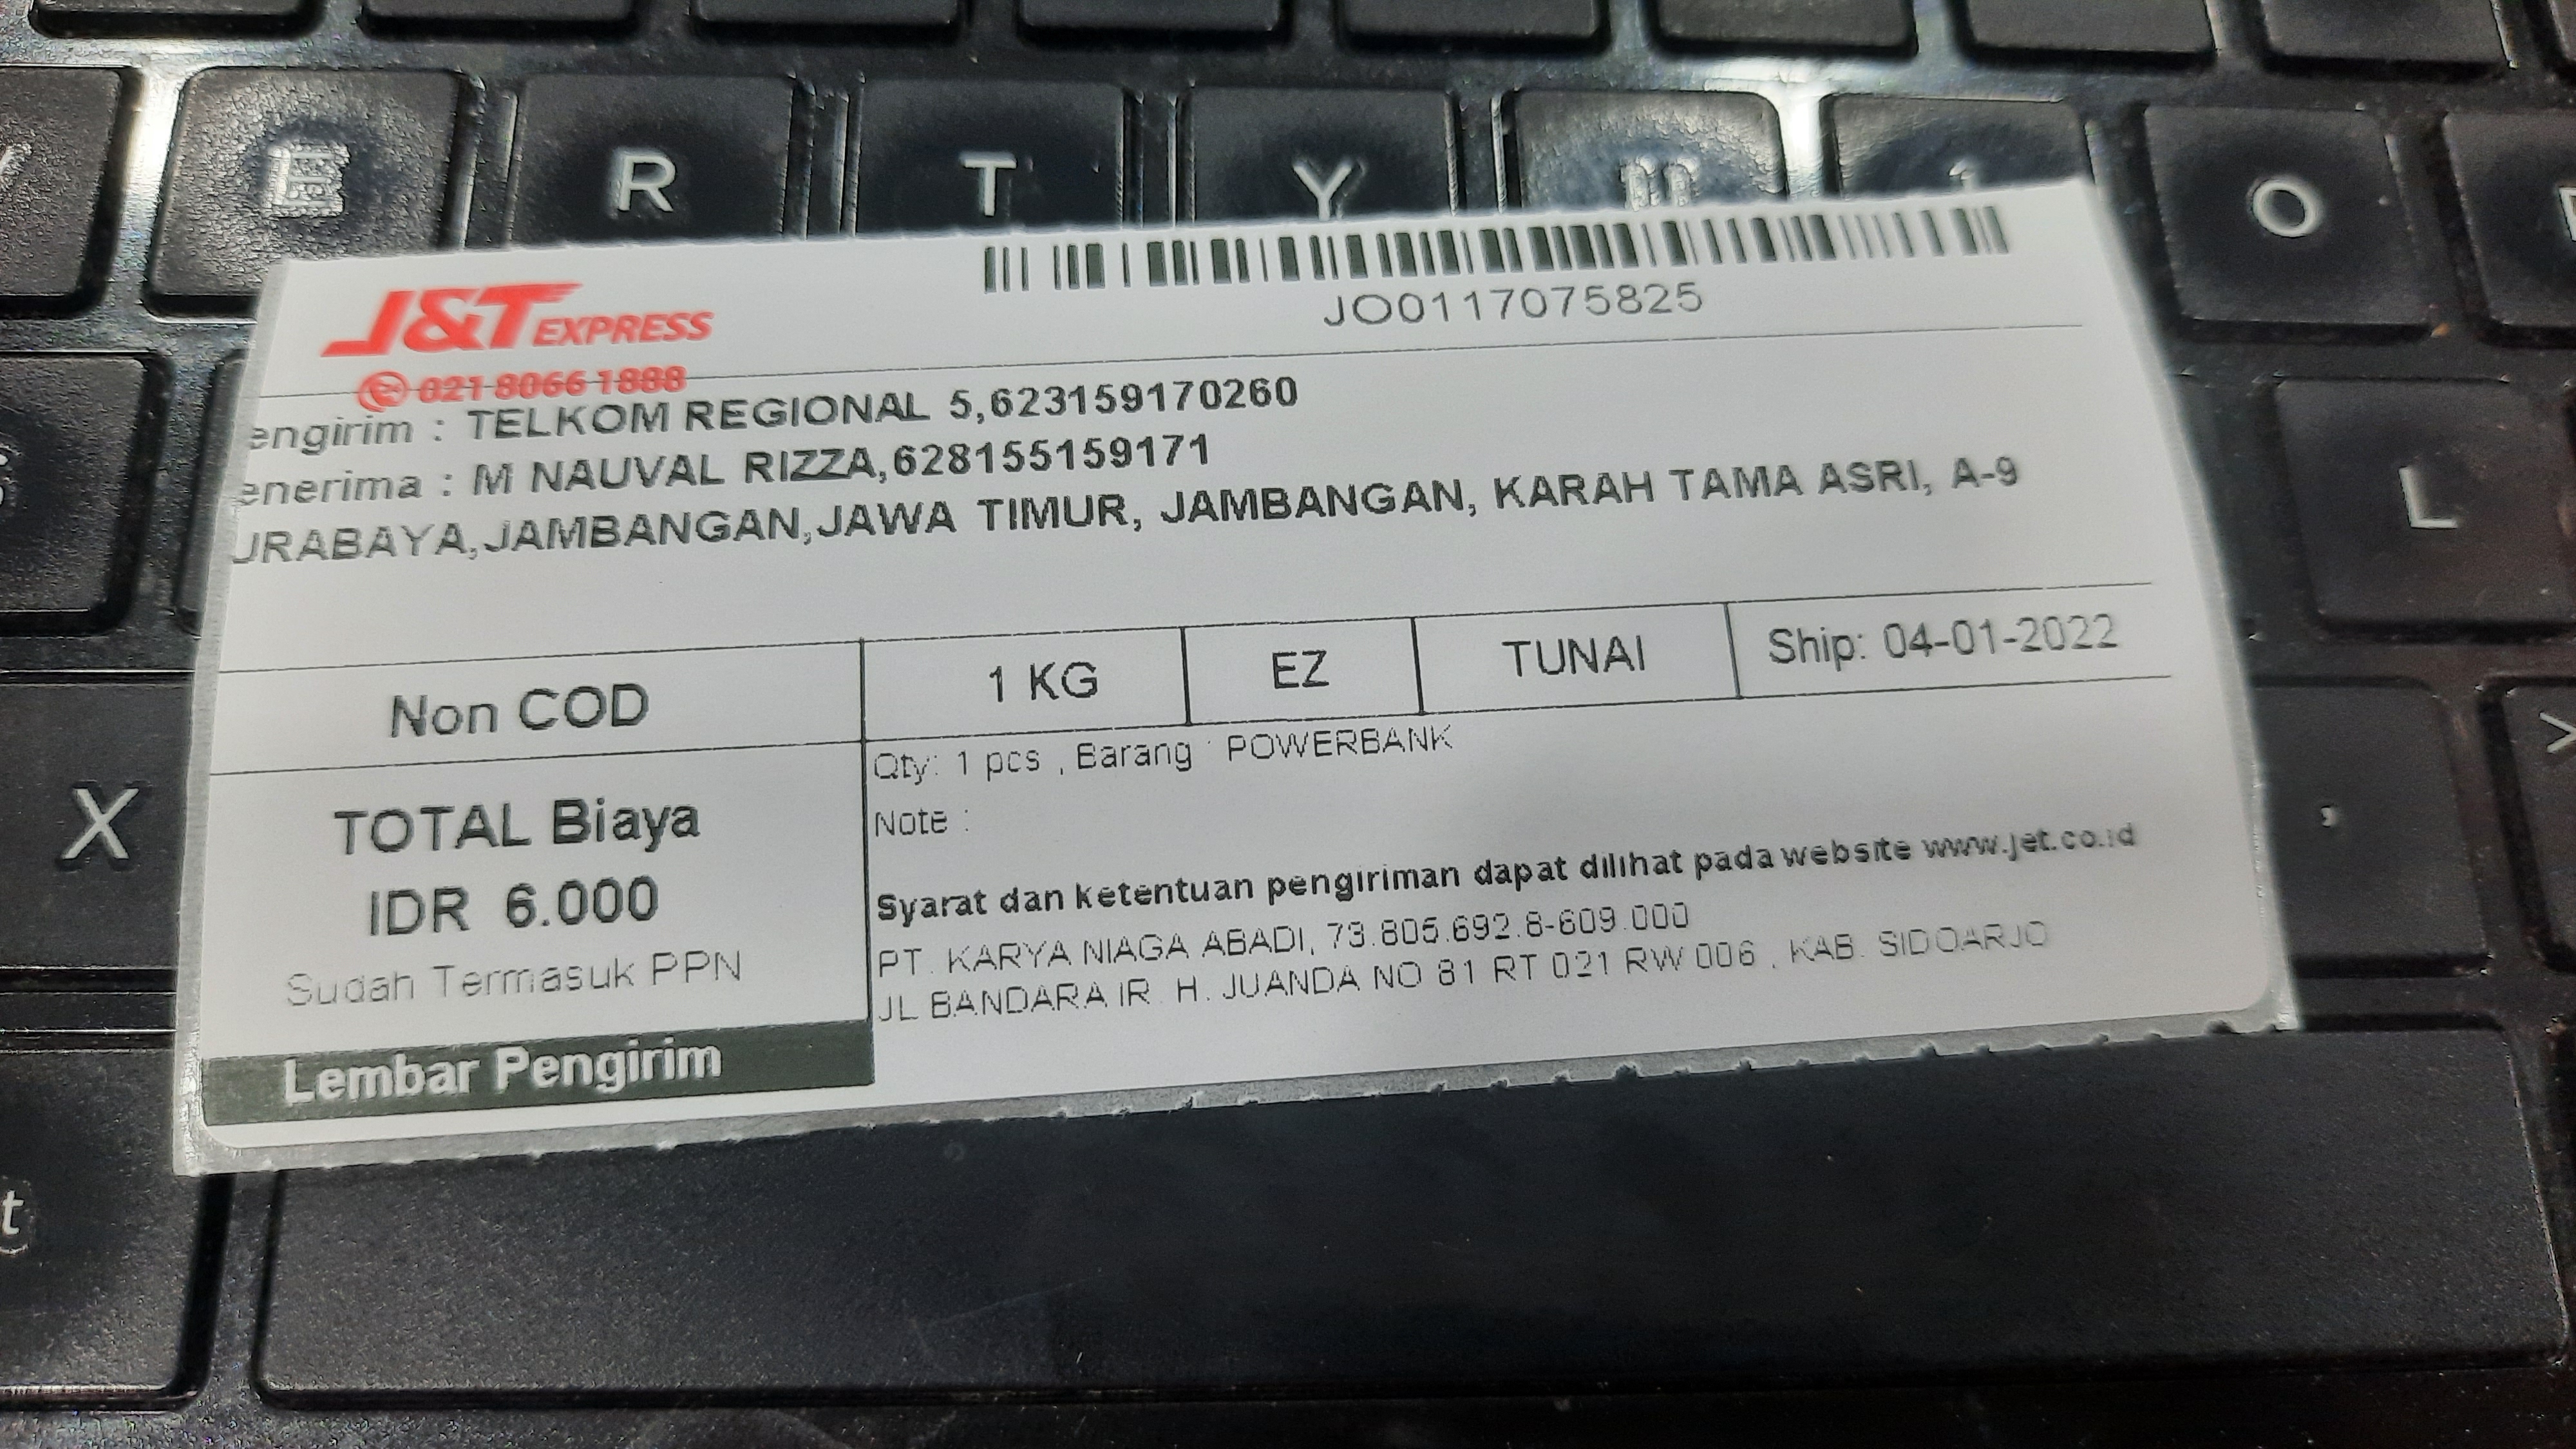 J&T EXPRESS
021-8066-1888
JO0117075825
engirim : TELKOM REGIONAL 5,623159170260
enerima : M NAUVAL RIZZA,62815515159171
JRABAYA,JAMBANGAN,JAWA TIMUR, JAMBANGAN, KARAH TAMA ASRI, A-9
Non COD
1 KG
EZ
TUNAI
Ship: 04-01-2022
TOTAL Biaya
IDR 6.000
Sudah Termasuk PPN
Lembar Pengirim
Qty: 1 pcs , Barang : POWERBANK
Note :
Syarat dan ketentuan pengiriman dapat dilihat pada website www.jet.co.id
PT. KARYA NIAGA ABADI, 73.805.692.8-609.000
JL BANDARA IR. H. JUANDA NO 81 RT 021 RW 006 , KAB. SIDOARJO
X
R
T
Y
O
L